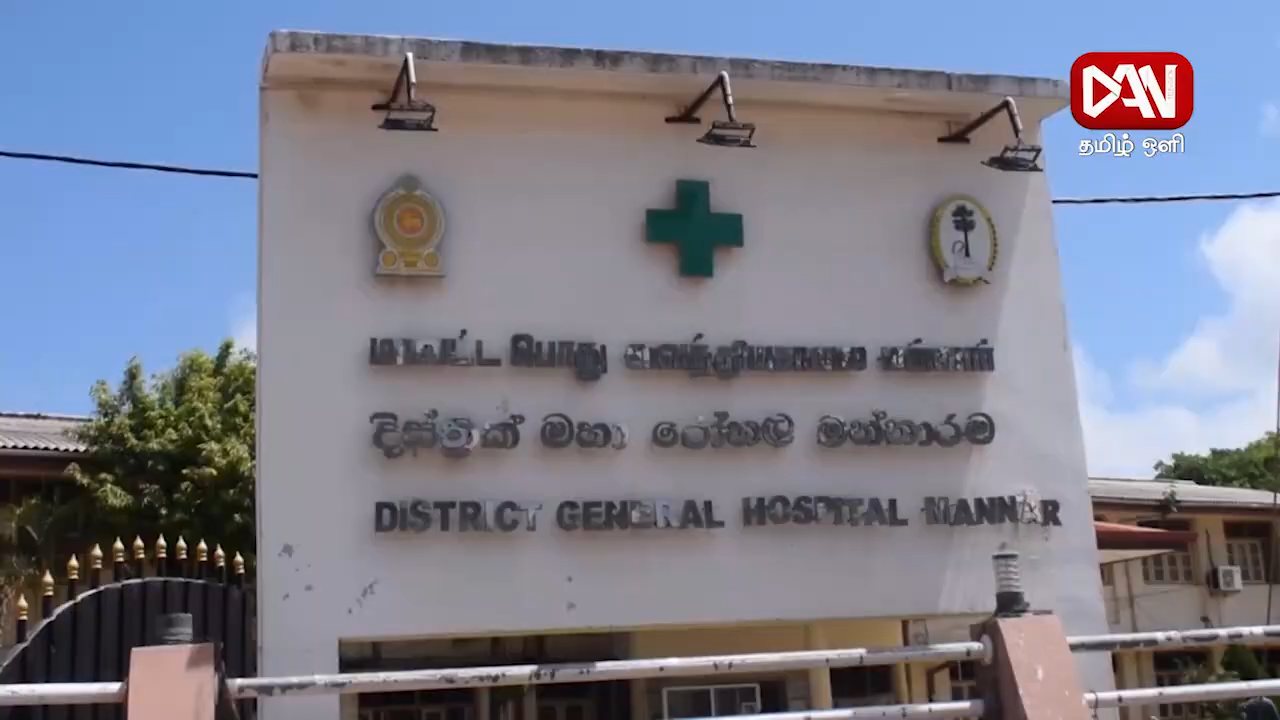 DAN
தமிழ் ஒளி
மாவட்ட பொது வைத்தியசாலை மன்னார்
දිස්ත්‍රික් මහා රෝහල මන්නාරම
DISTRICT GENERAL HOSPITAL MANNAR